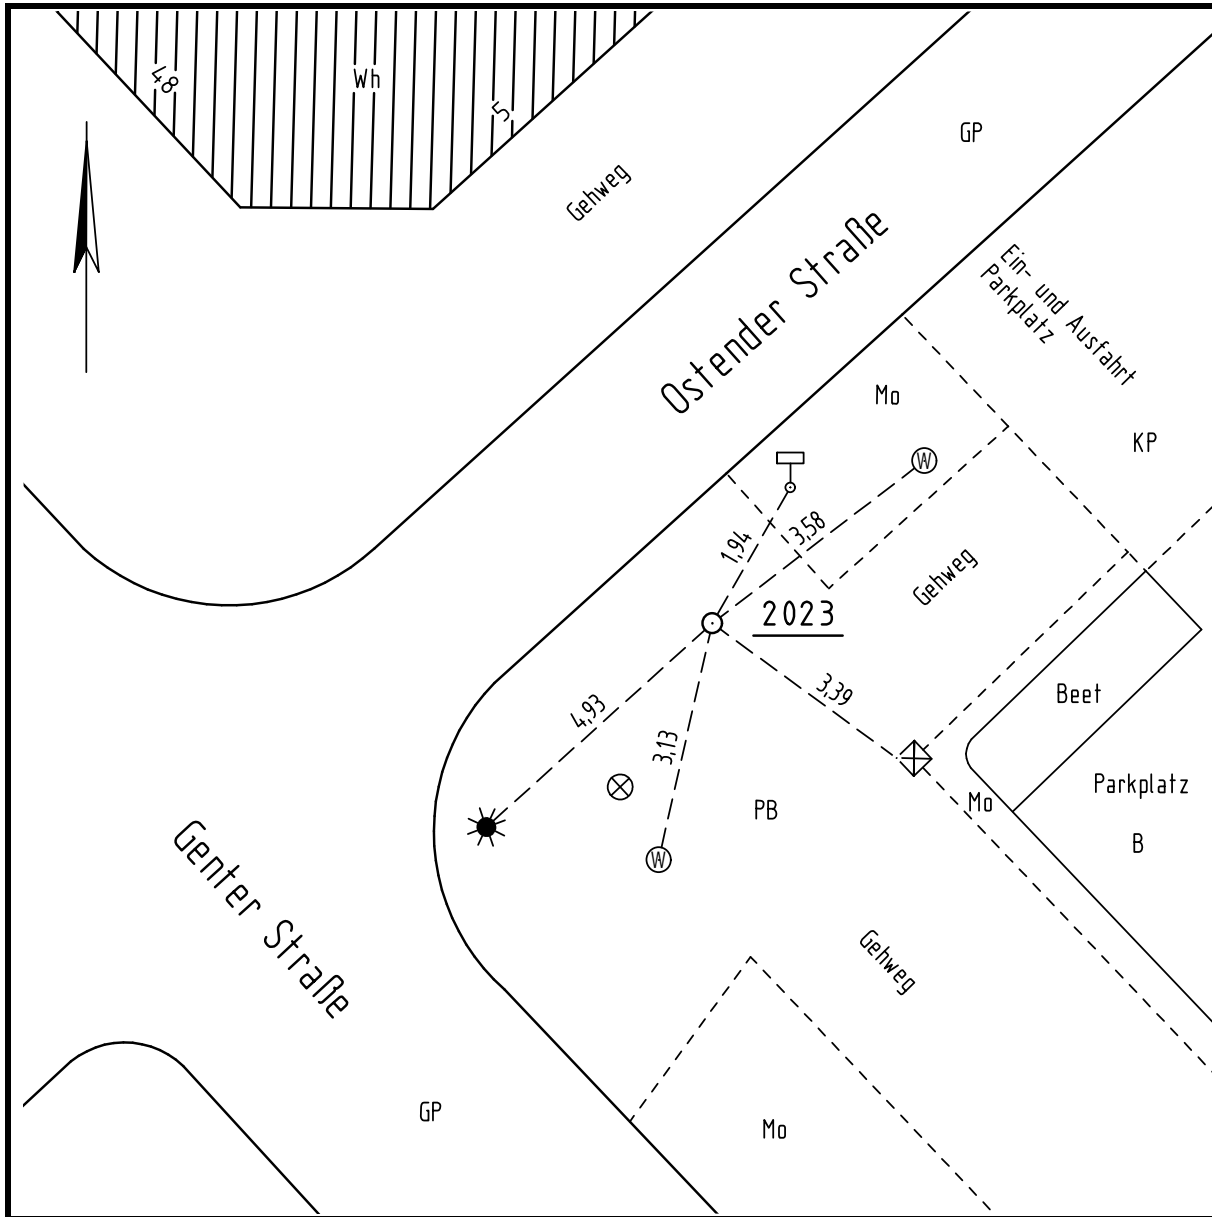 48
Wh
5
GP
Gehweg
Ostender Straße
Ein- und Ausfahrt
Parkplatz
Mo
KP
W
1,94
3,58
Gehweg
2023
3,39
Beet
4,93
3,13
Parkplatz
Mo
PB
B
W
Genter Straße
Gehweg
GP
Mo